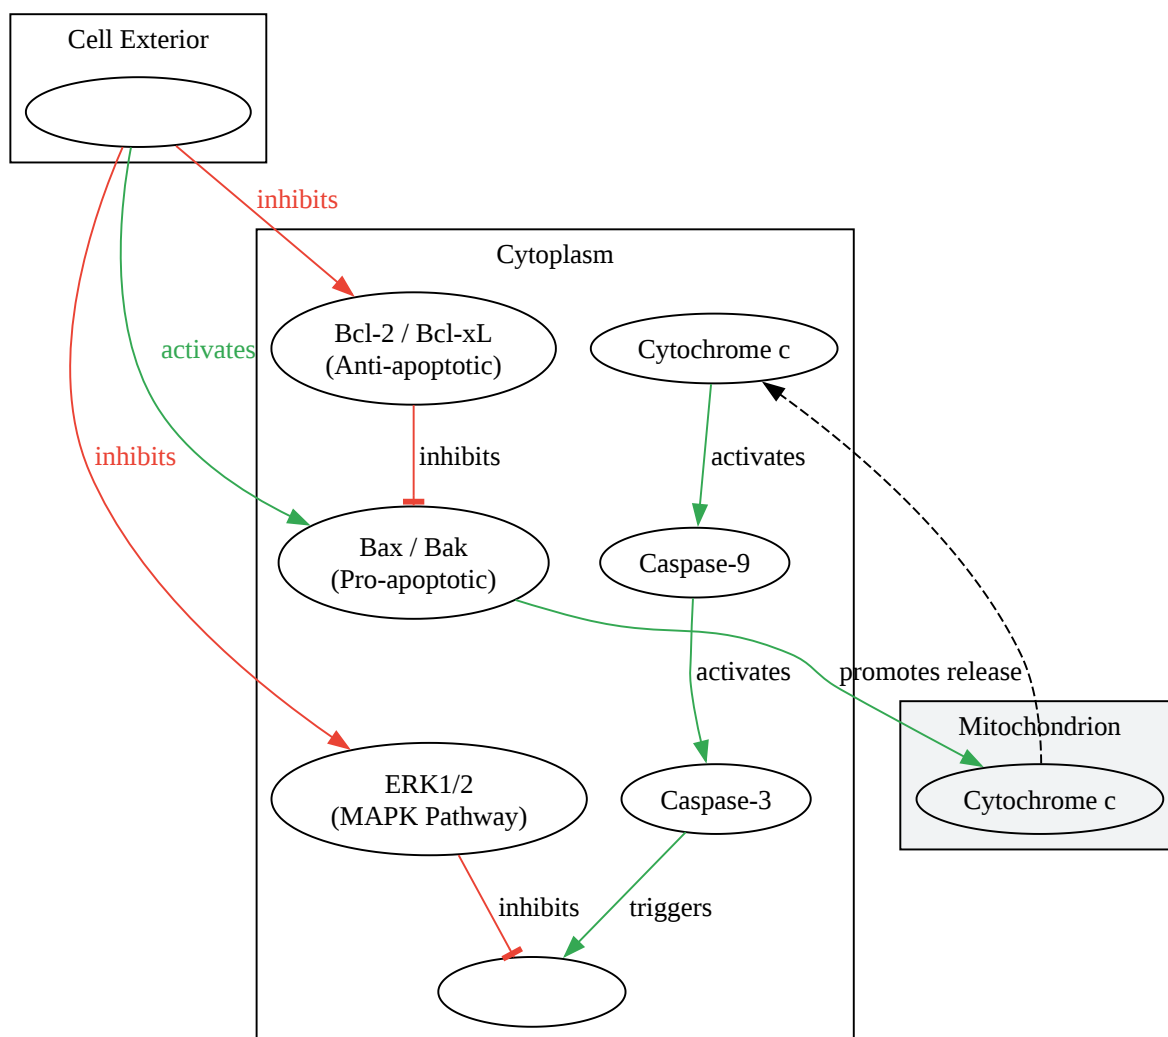 Cell Exterior
inhibits
Cytoplasm
Bcl-2 / Bcl-xL
(Anti-apoptotic)
Cytochrome c
activates
inhibits
inhibits
activates
Bax / Bak
(Pro-apoptotic)
Caspase-9
activates
promotes release
Mitochondrion
ERK1/2
(MAPK Pathway)
Caspase-3
Cytochrome c
inhibits
triggers